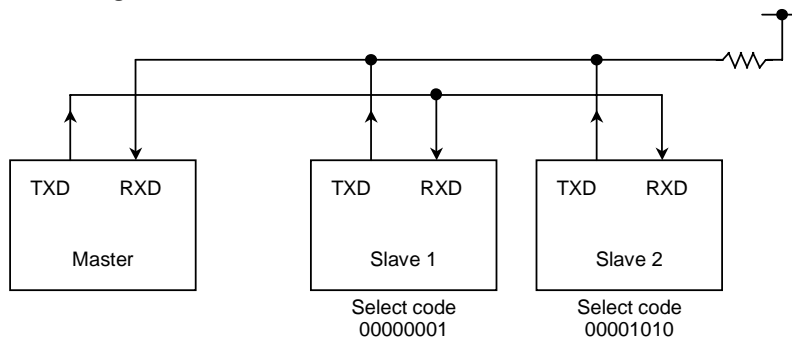 TXD RXD
Master
TXD RXD
Slave 1
Select code
00000001
TXD RXD
Slave 2
Select code
00001010